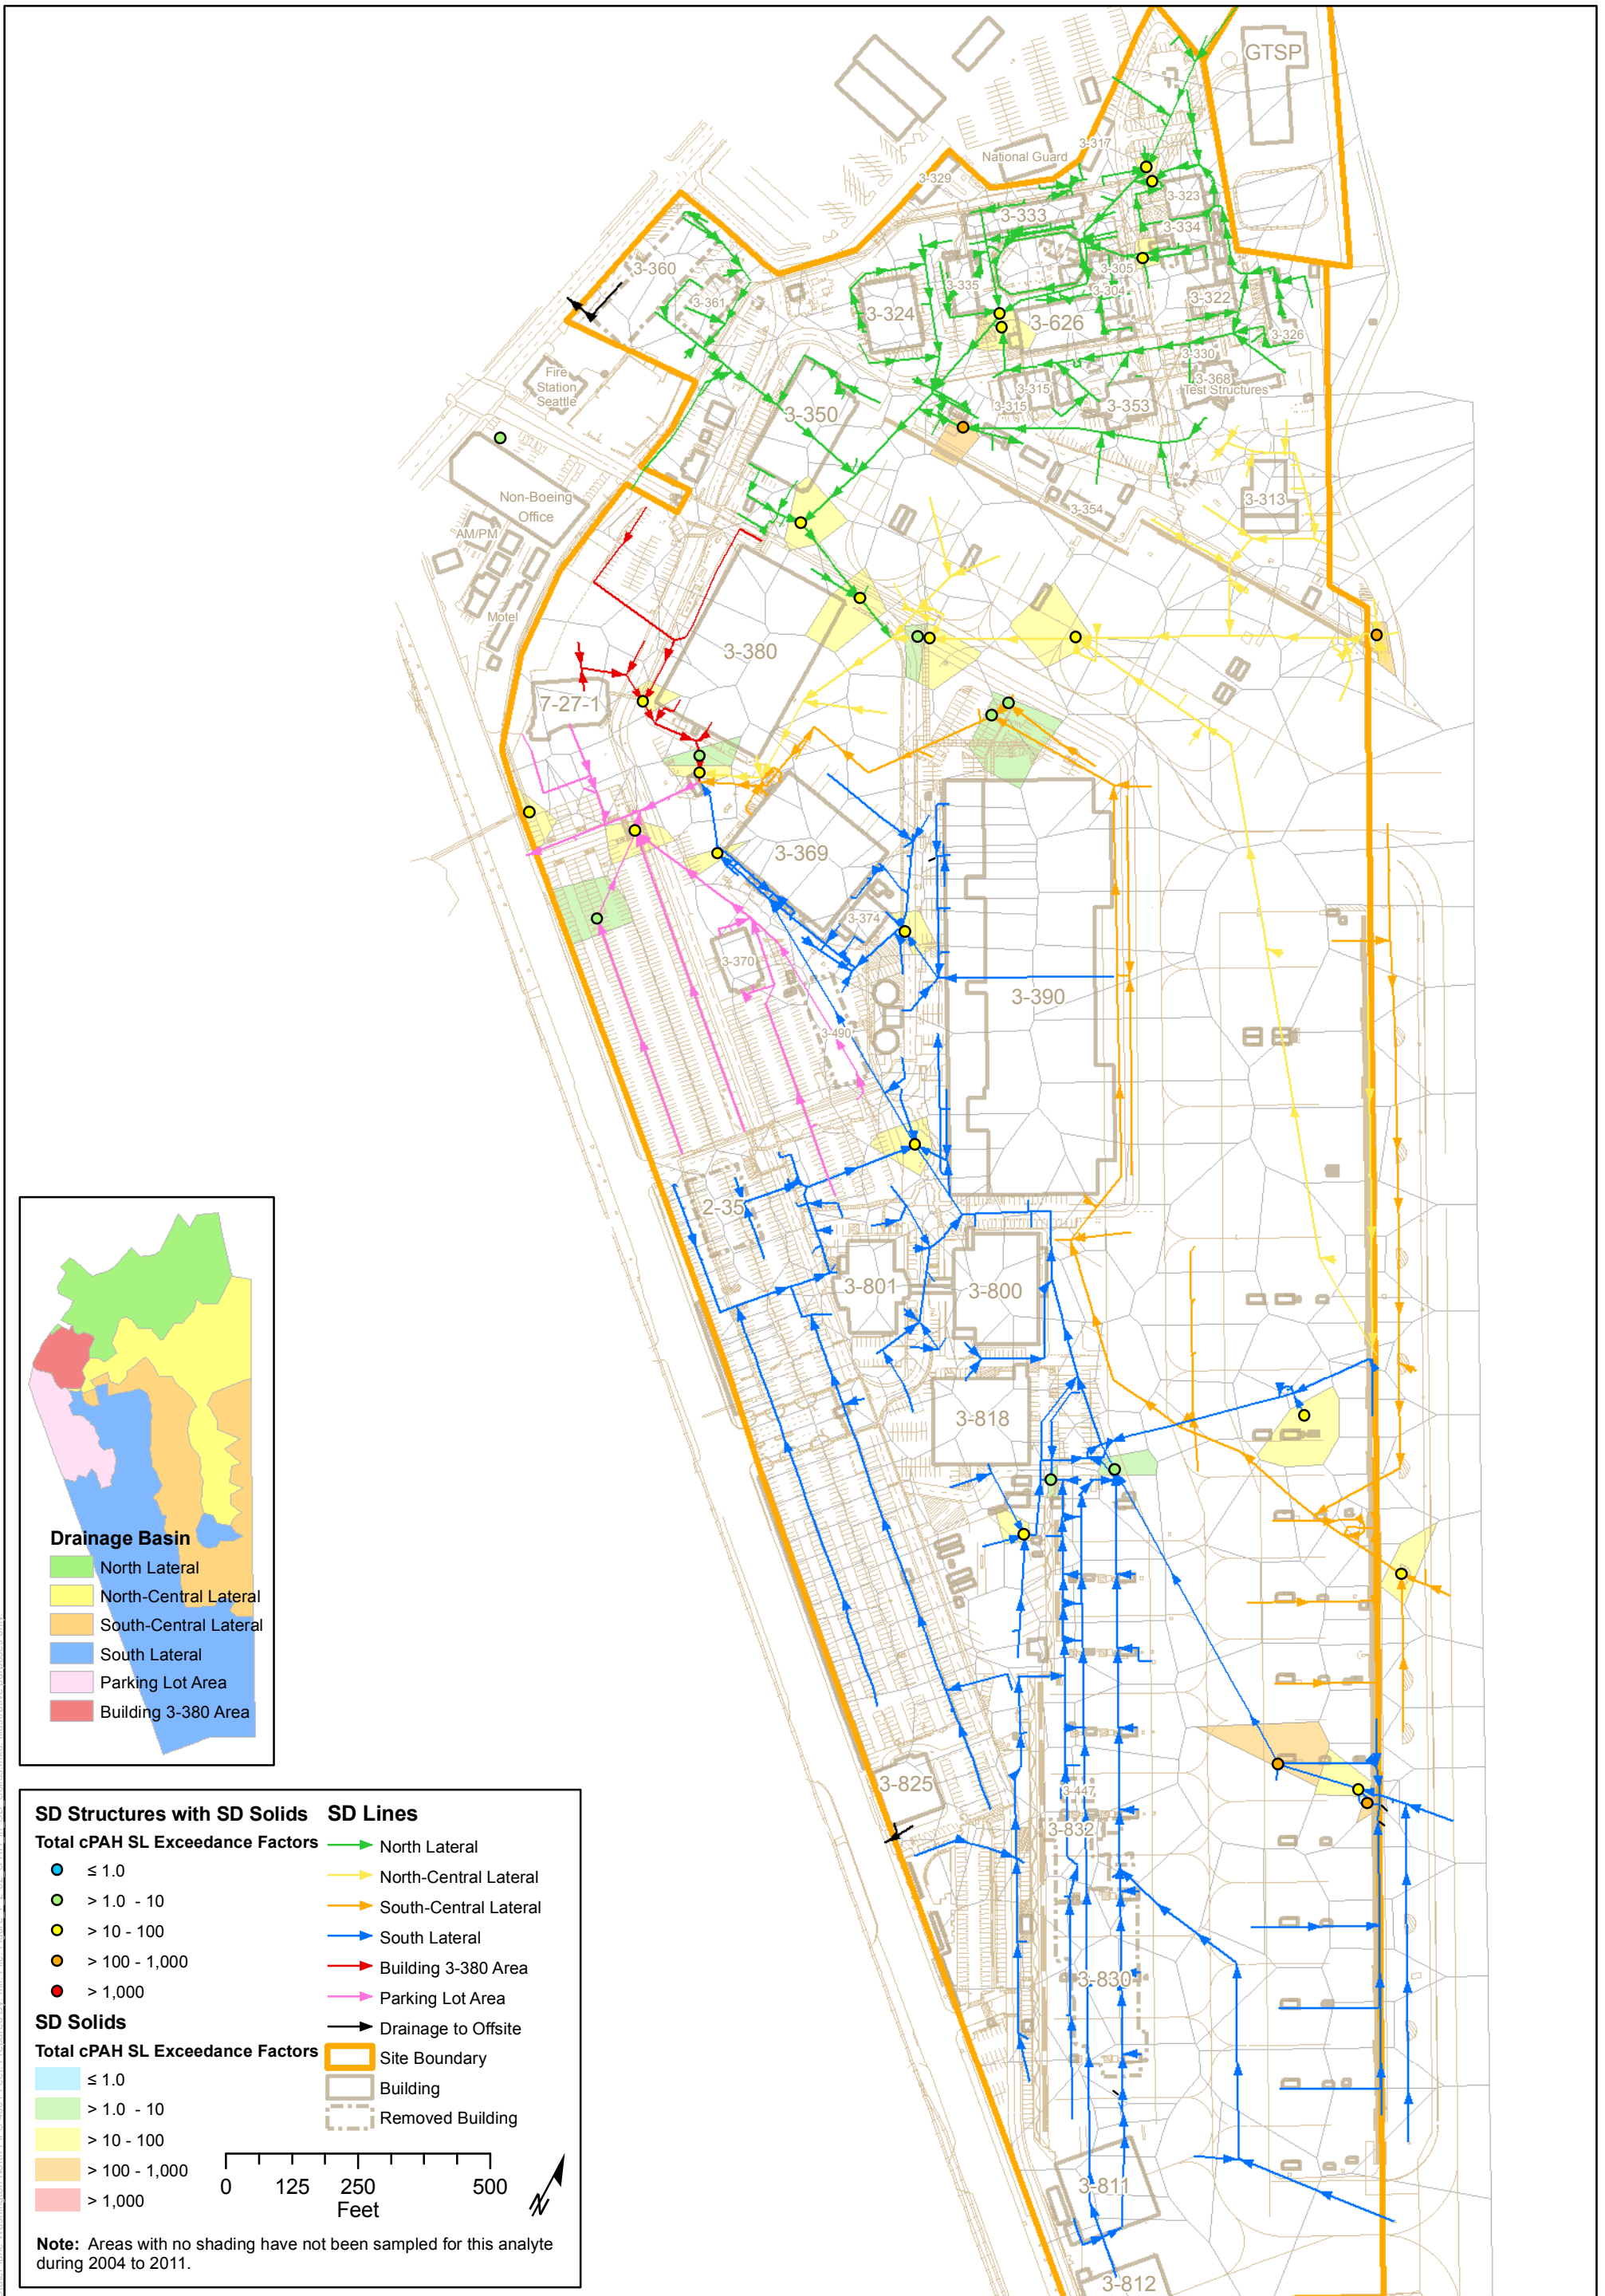 GTSP
3-317
National Guard
3-329
3-323
3-333
3-334
3-360
3-305
3-361
3-335
3-304
3-322
3-324
3-626
3-326
3-330
Fire
Station
Seattle
3-368
Test Structures
3-315
3-315
3-353
3-350
Non-Boeing
Office
3-313
3-354
AM/PM
Motel
3-380
7-27-1
3-369
3-374
3-370
3-390
3-490
2-35
3-801
3-800
3-818
3-825
3-447
3-832
3-830
3-811
3-812
Drainage Basin
North Lateral
North-Central Lateral
South-Central Lateral
South Lateral
Parking Lot Area
Building 3-380 Area
SD Structures with SD Solids
Total cPAH SL Exceedance Factors
≤ 1.0
> 1.0 - 10
> 10 - 100
> 100 - 1,000
> 1,000
SD Solids
Total cPAH SL Exceedance Factors
≤ 1.0
> 1.0 - 10
> 10 - 100
> 100 - 1,000
> 1,000
SD Lines
North Lateral
North-Central Lateral
South-Central Lateral
South Lateral
Building 3-380 Area
Parking Lot Area
Drainage to Offsite
Site Boundary
Building
Removed Building
0 125 250 500
Feet
N
Note: Areas with no shading have not been sampled for this analyte
during 2004 to 2011.